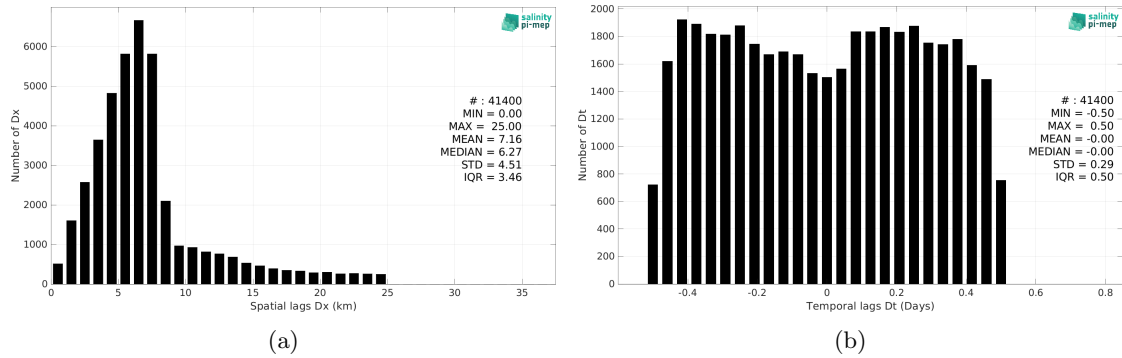 salinity
pi-mep
6000
5000
4000
3000
2000
1000
0
Number of Dx
# : 41400
MIN = 0.00
MAX = 25.00
MEAN = 7.16
MEDIAN = 6.27
STD = 4.51
IQR = 3.46
0 5 10 15 20 25 30 35
Spatial lags Dx (km)
(a)
salinity
pi-mep
2000
1800
1600
1400
1200
1000
800
600
400
200
0
Number of Dt
# : 41400
MIN = -0.50
MAX = 0.50
MEAN = -0.00
MEDIAN = -0.00
STD = 0.29
IQR = 0.50
-0.4 -0.2 0 0.2 0.4 0.6 0.8
Temporal lags Dt (Days)
(b)